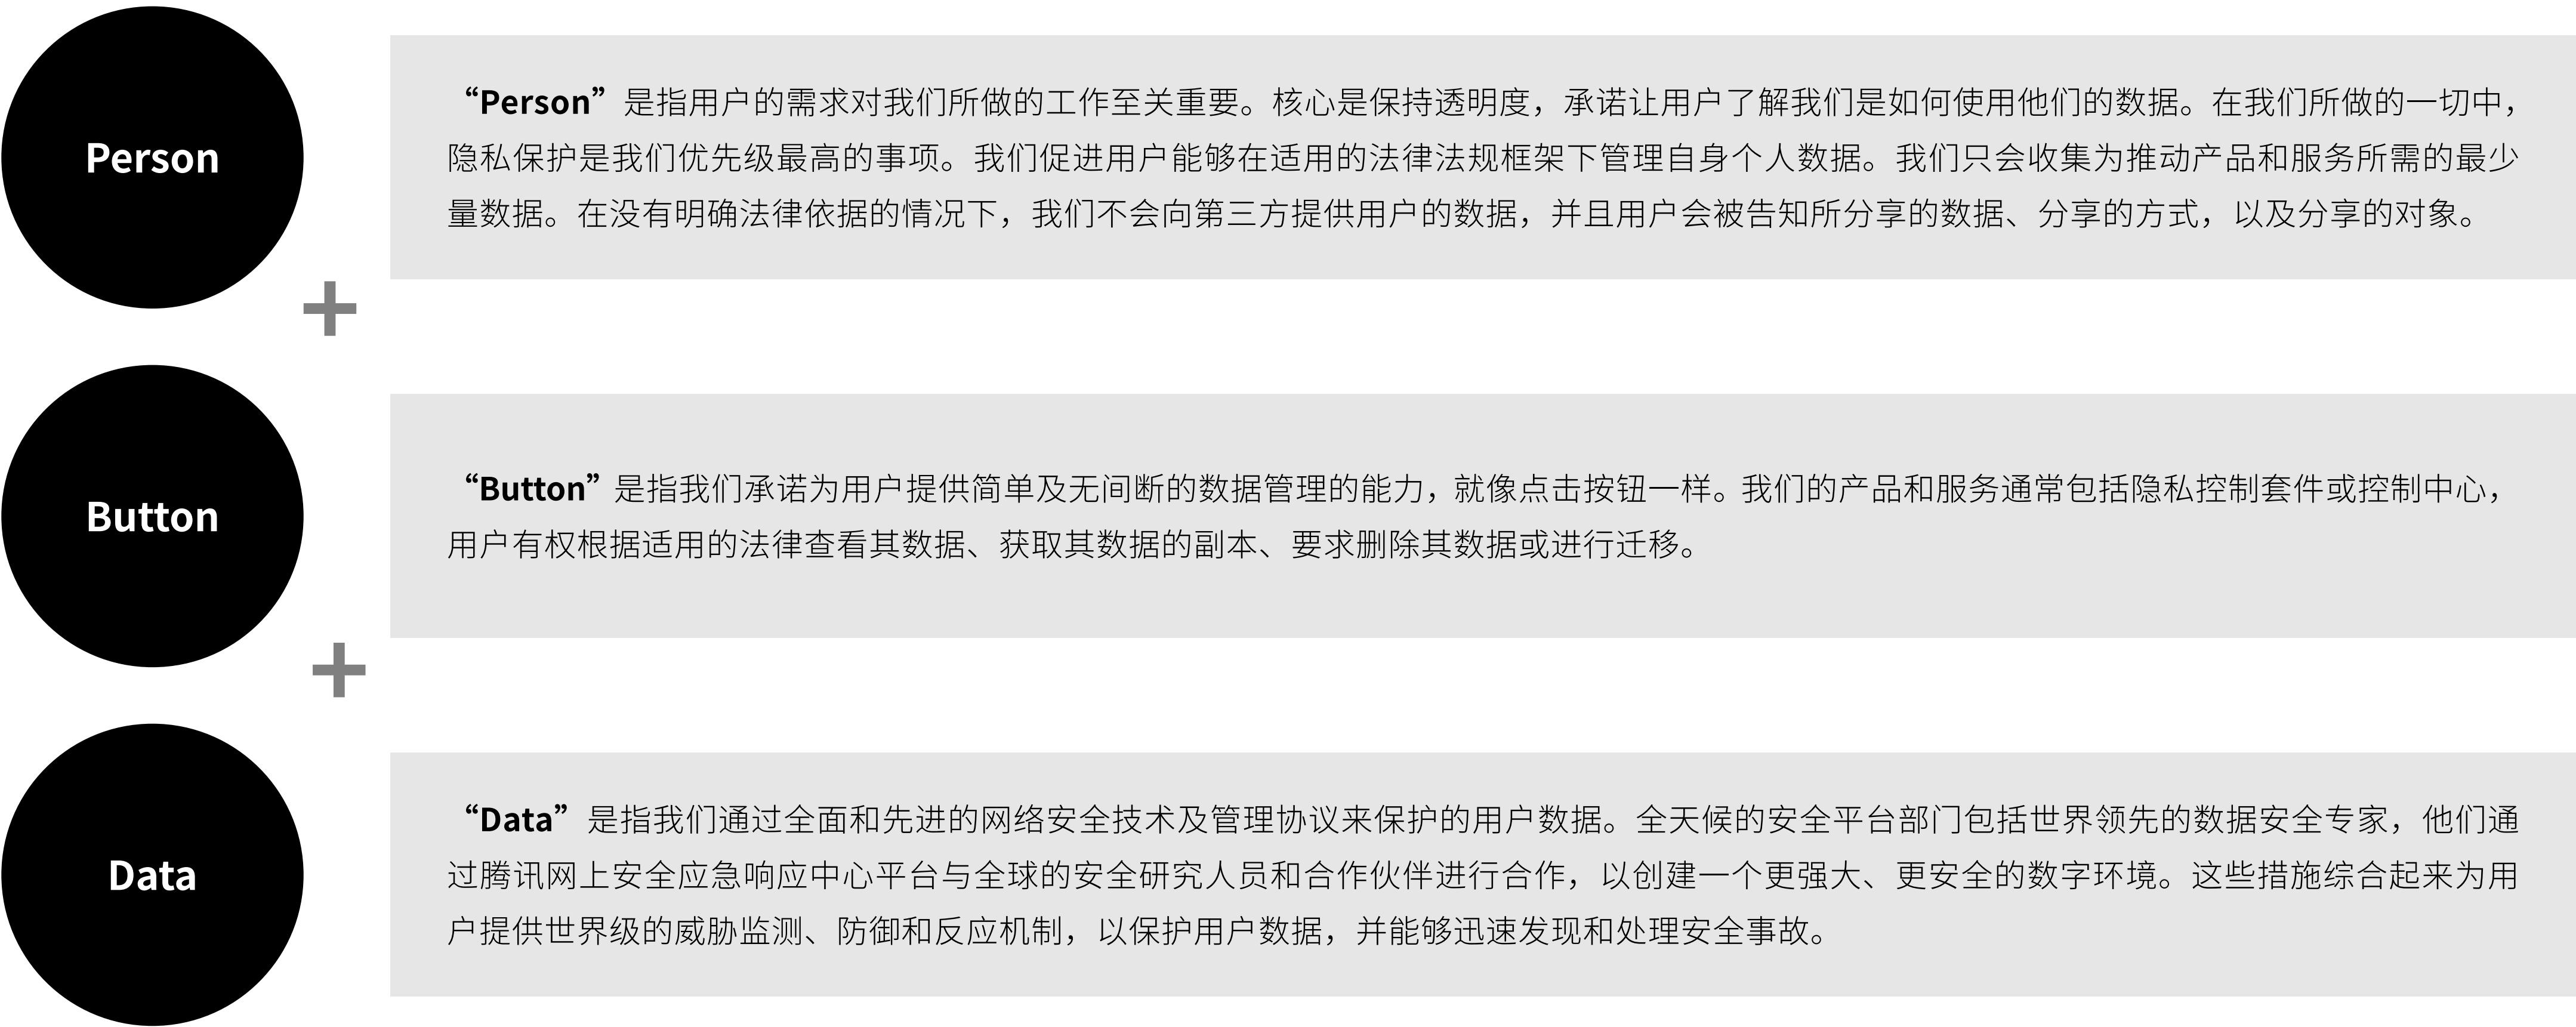 Person
“Person”是指用户的需求对我们所做的工作至关重要。核心是保持透明度，承诺让用户了解我们是如何使用他们的数据。在我们所做的一切中，
隐私保护是我们优先级最高的事项。我们促进用户能够在适用的法律法规框架下管理自身个人数据。我们只会收集为推动产品和服务所需的最少
量数据。在没有明确法律依据的情况下，我们不会向第三方提供用户的数据，并且用户会被告知所分享的数据、分享的方式，以及分享的对象。
+
Button
“Button”是指我们承诺为用户提供简单及无间断的数据管理的能力，就像点击按钮一样。我们的产品和服务通常包括隐私控制套件或控制中心，
用户有权根据适用的法律查看其数据、获取其数据的副本、要求删除其数据或进行迁移。
+
Data
“Data”是指我们通过全面和先进的网络安全技术及管理协议来保护的用户数据。全天候的安全平台部门包括世界领先的数据安全专家，他们通
过腾讯网上安全应急响应中心平台与全球的安全研究人员和合作伙伴进行合作，以创建一个更强大、更安全的数字环境。这些措施综合起来为用
户提供世界级的威胁监测、防御和反应机制，以保护用户数据，并能够迅速发现和处理安全事故。